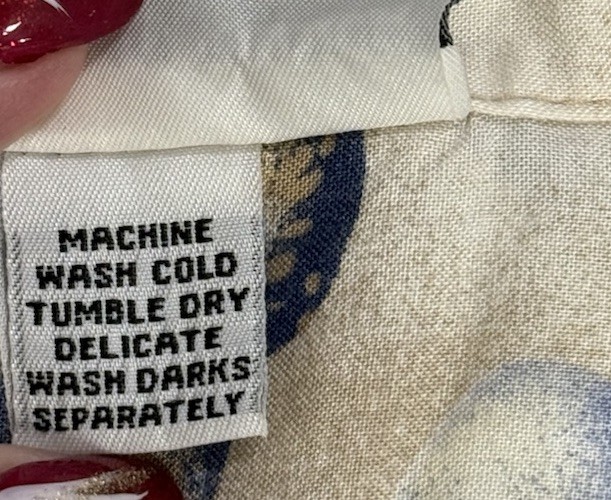 MACHINE
WASH COLD
TUMBLE DRY
DELICATE
WASH DARKS
SEPARATELY